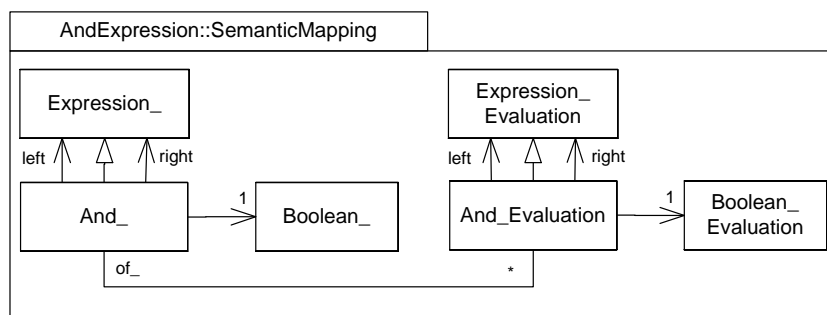 AndExpression::SemanticMapping
Expression_
Expression_
Evaluation
left
right
left
right
And_
1
Boolean_
And_Evaluation
1
Boolean_
Evaluation
of_
*